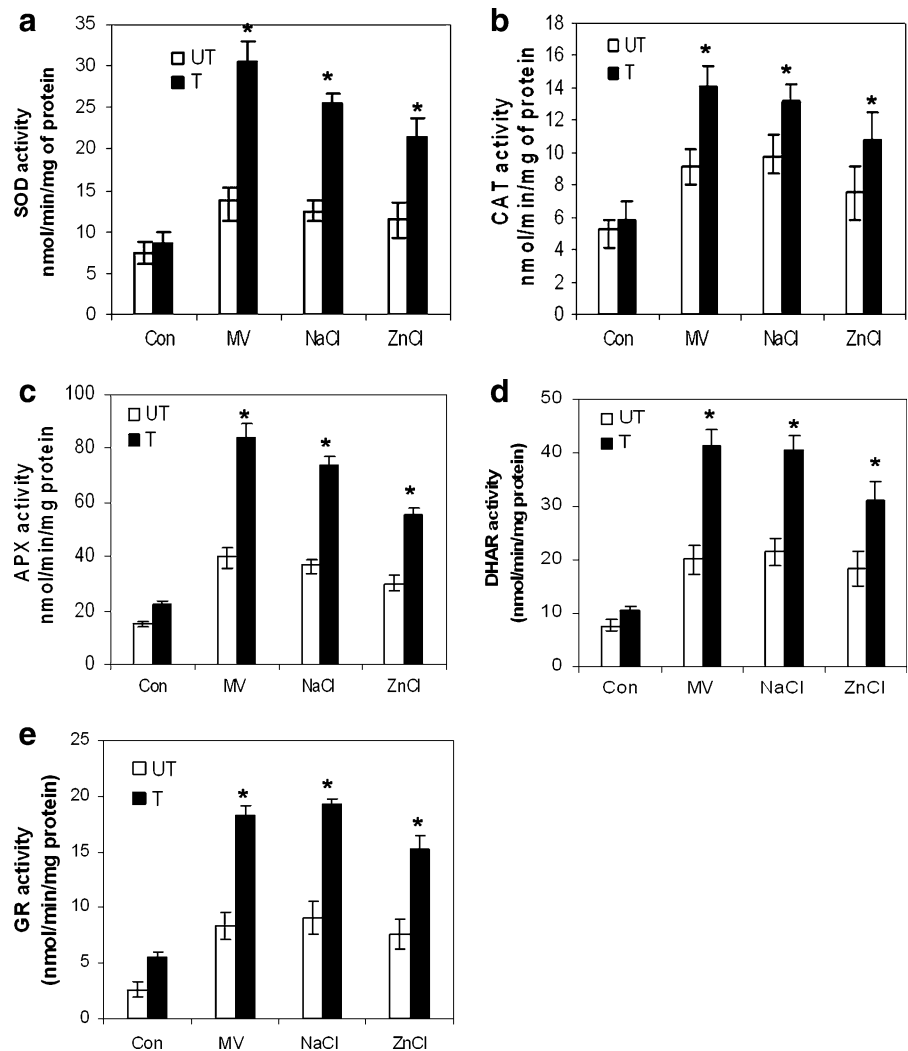 a
SOD activity
nmol/min/mg of protein
35
30
25
20
15
10
5
0
UT
T
*
*
*
Con MV NaCl ZnCl
b
CAT activity
nmol/min/mg of protein
18
16
14
12
10
8
6
4
2
0
UT
T
*
*
*
Con MV NaCl ZnCl
c
APX activity
nmol/min/mg protein
100
80
60
40
20
0
UT
T
*
*
*
Con MV NaCl ZnCl
d
DHAR activity
(nmol/min/mg protein)
50
40
30
20
10
0
UT
T
*
*
*
Con MV NaCl ZnCl
e
GR activity
(nmol/min/mg protein)
25
20
15
10
5
0
UT
T
*
*
*
Con MV NaCl ZnCl